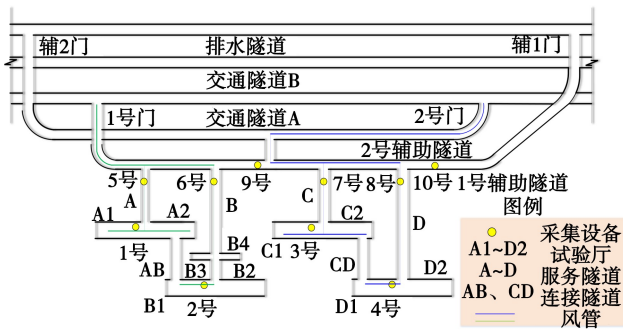 辅2门 排水隧道 辅1门
交通隧道B
1号门 交通隧道A 2号门
2号辅助隧道
5号 6号 9号 7号 8号 10号 1号辅助隧道
A B C D
图例
A1 A2 C2
采集设备
1号 C1 3号
A1~D2 试验厅
B4
A~D 服务隧道
AB B3 B2 CD D2
AB、CD 连接隧道
B1 2号 D1 4号
风管